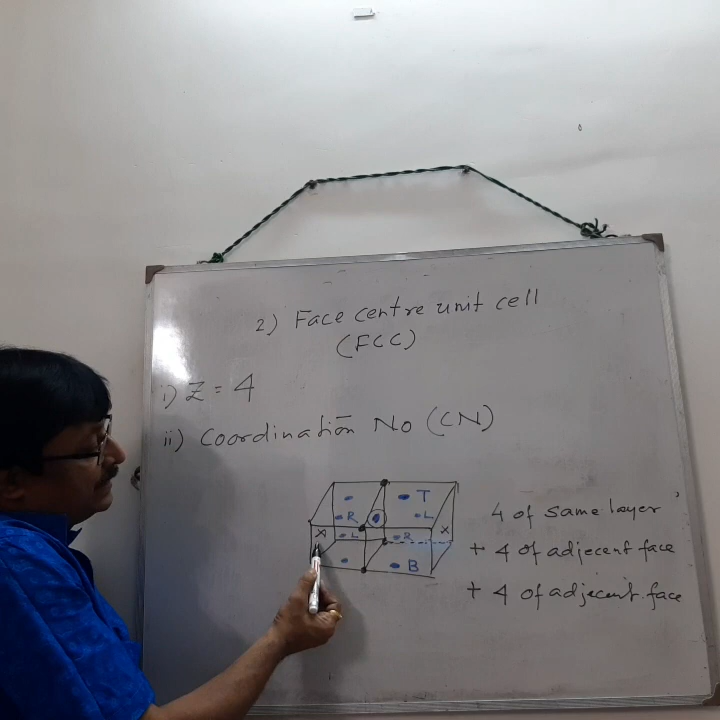 2) Face centre unit cell
(FCC)
i) Z = 4
ii) Coordination No (CN)
T
R L
X L R X
B
4 of same layer
+ 4 of adjecent face
+ 4 of adjecent face